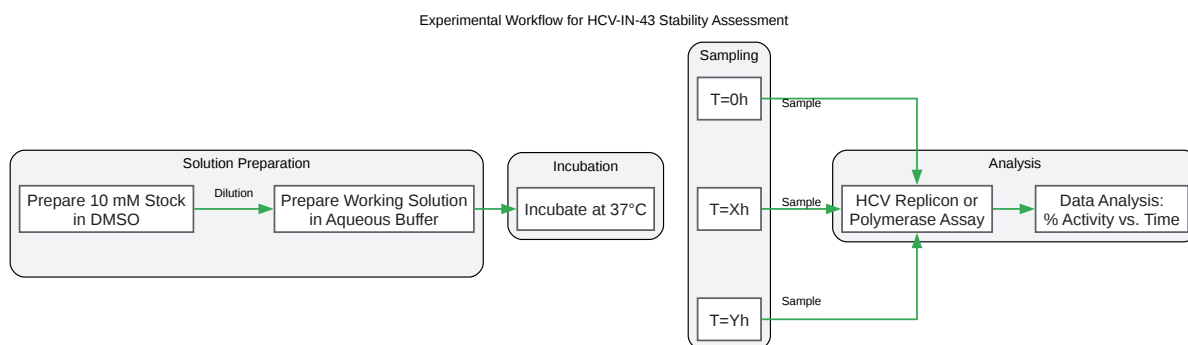 Experimental Workflow for HCV-IN-43 Stability Assessment
Solution Preparation
Prepare 10 mM Stock
in DMSO
Dilution
Prepare Working Solution
in Aqueous Buffer
Incubation
Incubate at 37°C
Sampling
T=0h
Sample
T=Xh
Sample
T=Yh
Sample
Analysis
HCV Replicon or
Polymerase Assay
Data Analysis:
% Activity vs. Time